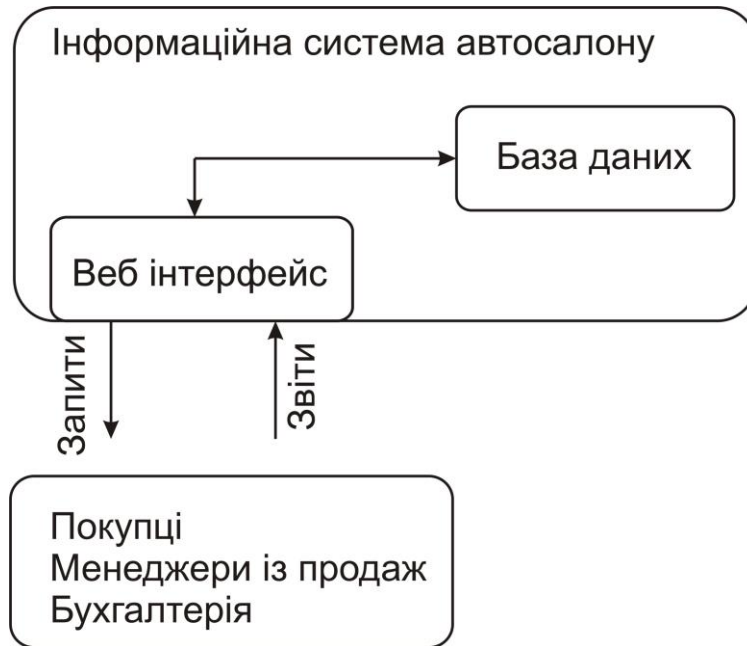 Інформаційна система автосалону
База даних
Веб інтерфейс
Запити
Звіти
Покупці
Менеджери із продаж
Бухгалтерія